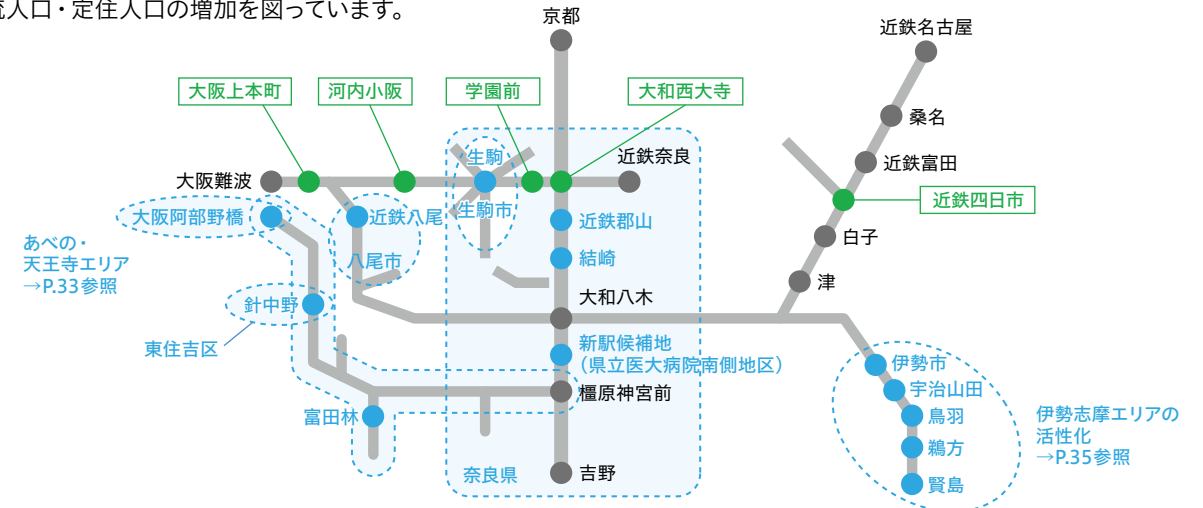 流人口・定住人口の増加を図っています。
京都
近鉄名古屋
大阪上本町
河内小阪
学園前
大和西大寺
桑名
生駒
近鉄奈良
近鉄富田
大阪難波
近鉄四日市
大阪阿部野橋
近鉄八尾
生駒市
近鉄郡山
白子
あべの・
天王寺エリア
→P.33参照
八尾市
結崎
津
針中野
大和八木
東住吉区
新駅候補地
（県立医大病院南側地区）
伊勢市
宇治山田
橿原神宮前
富田林
鳥羽
伊勢志摩エリアの
活性化
→P.35参照
鵜方
奈良県
吉野
賢島